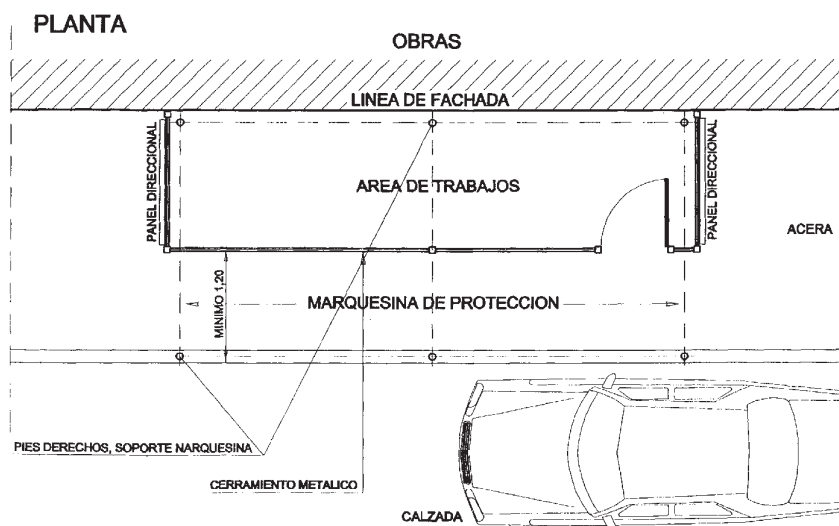 PLANTA
OBRAS
LINEA DE FACHADA
PANEL DIRECCIONAL
AREA DE TRABAJOS
PANEL DIRECCIONAL
ACERA
MINIMO 1,20
MARQUESINA DE PROTECCION
PIES DERECHOS, SOPORTE NARQUESINA
CERRAMIENTO METALICO
CALZADA